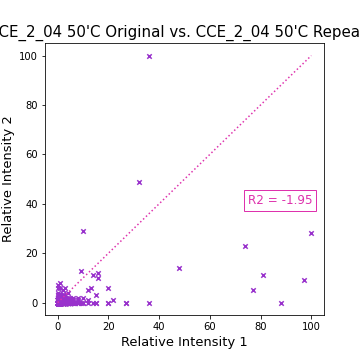 CCE_2_04 50'C Original vs. CCE_2_04 50'C Repea
100
80
60
40
20
0
Relative Intensity 2
R2 = -1.95
0 20 40 60 80 100
Relative Intensity 1